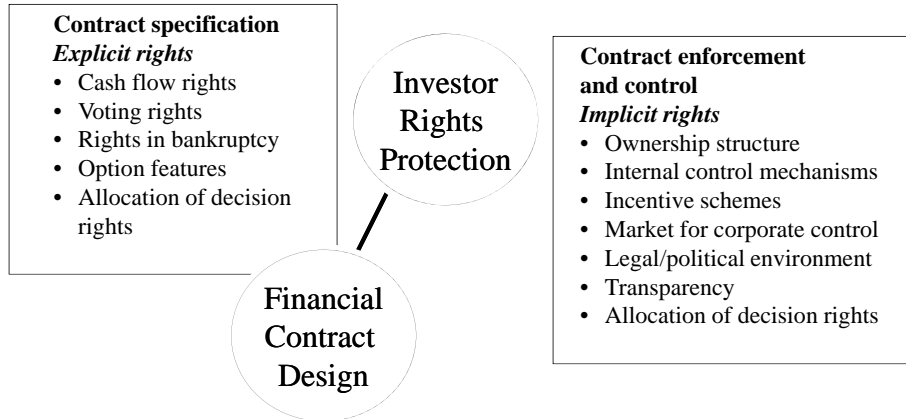 Contract specification
Explicit rights
• Cash flow rights
• Voting rights
• Rights in bankruptcy
• Option features
• Allocation of decision
rights
Investor
Rights
Protection
Financial
Contract
Design
Contract enforcement
and control
Implicit rights
• Ownership structure
• Internal control mechanisms
• Incentive schemes
• Market for corporate control
• Legal/political environment
• Transparency
• Allocation of decision rights